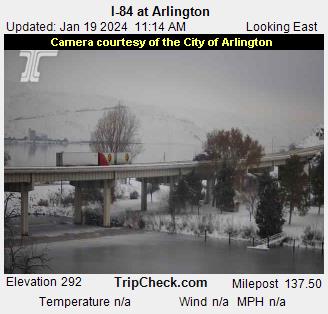 I-84 at Arlington
Updated: Jan 19 2024 11:14 AM Looking East
Camera courtesy of the City of Arlington
Elevation 292 TripCheck.com Milepost 137.50
Temperature n/a Wind n/a MPH n/a